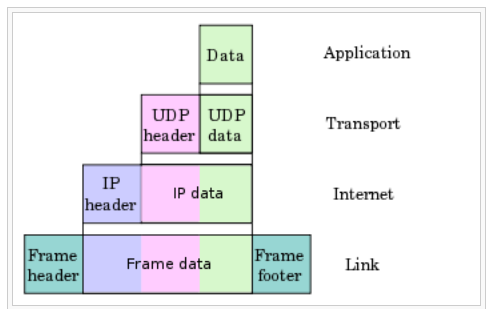 Data Application
UDP header UDP data Transport
IP header IP data Internet
Frame header Frame data Frame footer Link